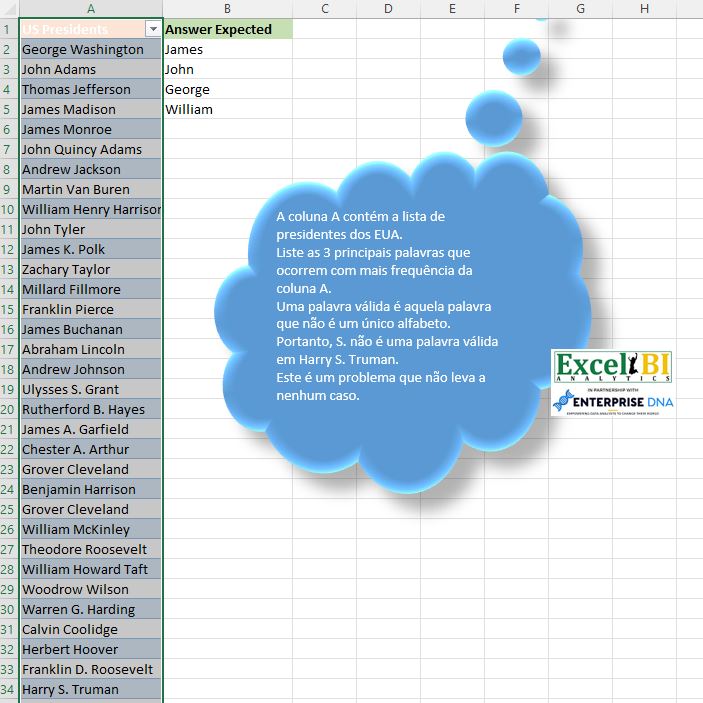 A B C D E F G H
1 US Presidents Answer Expected
2 George Washington James
3 John Adams John
4 Thomas Jefferson George
5 James Madison William
6 James Monroe
7 John Quincy Adams
8 Andrew Jackson
9 Martin Van Buren
10 William Henry Harrison
11 John Tyler
12 James K. Polk
13 Zachary Taylor
14 Millard Fillmore
15 Franklin Pierce
16 James Buchanan
17 Abraham Lincoln
18 Andrew Johnson
19 Ulysses S. Grant
20 Rutherford B. Hayes
21 James A. Garfield
22 Chester A. Arthur
23 Grover Cleveland
24 Benjamin Harrison
25 Grover Cleveland
26 William McKinley
27 Theodore Roosevelt
28 William Howard Taft
29 Woodrow Wilson
30 Warren G. Harding
31 Calvin Coolidge
32 Herbert Hoover
33 Franklin D. Roosevelt
34 Harry S. Truman
A coluna A contém a lista de
presidentes dos EUA.
Liste as 3 principais palavras que
ocorrem com mais frequência da
coluna A.
Uma palavra válida é aquela palavra
que não é um único alfabeto.
Portanto, S. não é uma palavra válida
em Harry S. Truman.
Este é um problema que não leva a
nenhum caso.
Excel BI
ANALYTICS
IN PARTNERSHIP WITH
ENTERPRISE DNA
EMPOWERING DATA ANALYSTS TO CHANGE THEIR WORLD